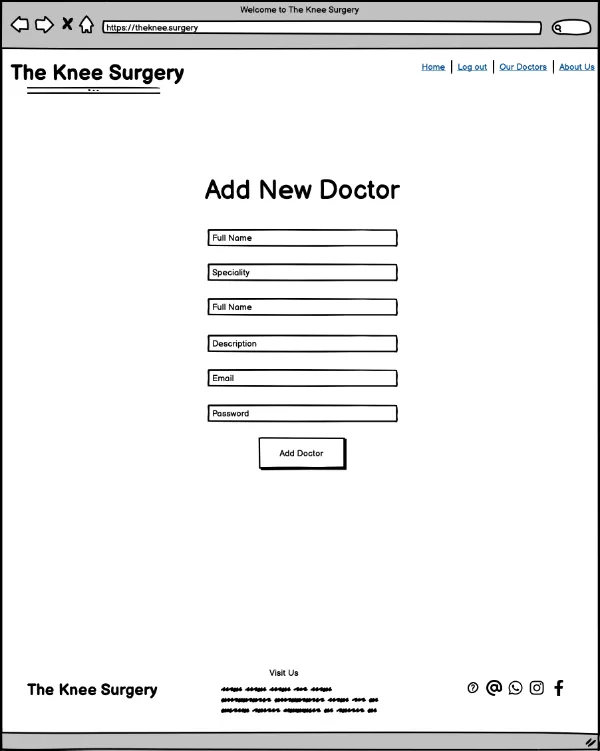 Welcome to The Knee Surgery
https://theknee.surgery
The Knee Surgery
Home | Log out | Our Doctors | About Us
Add New Doctor
Full Name
Speciality
Full Name
Description
Email
Password
Add Doctor
Visit Us
The Knee Surgery